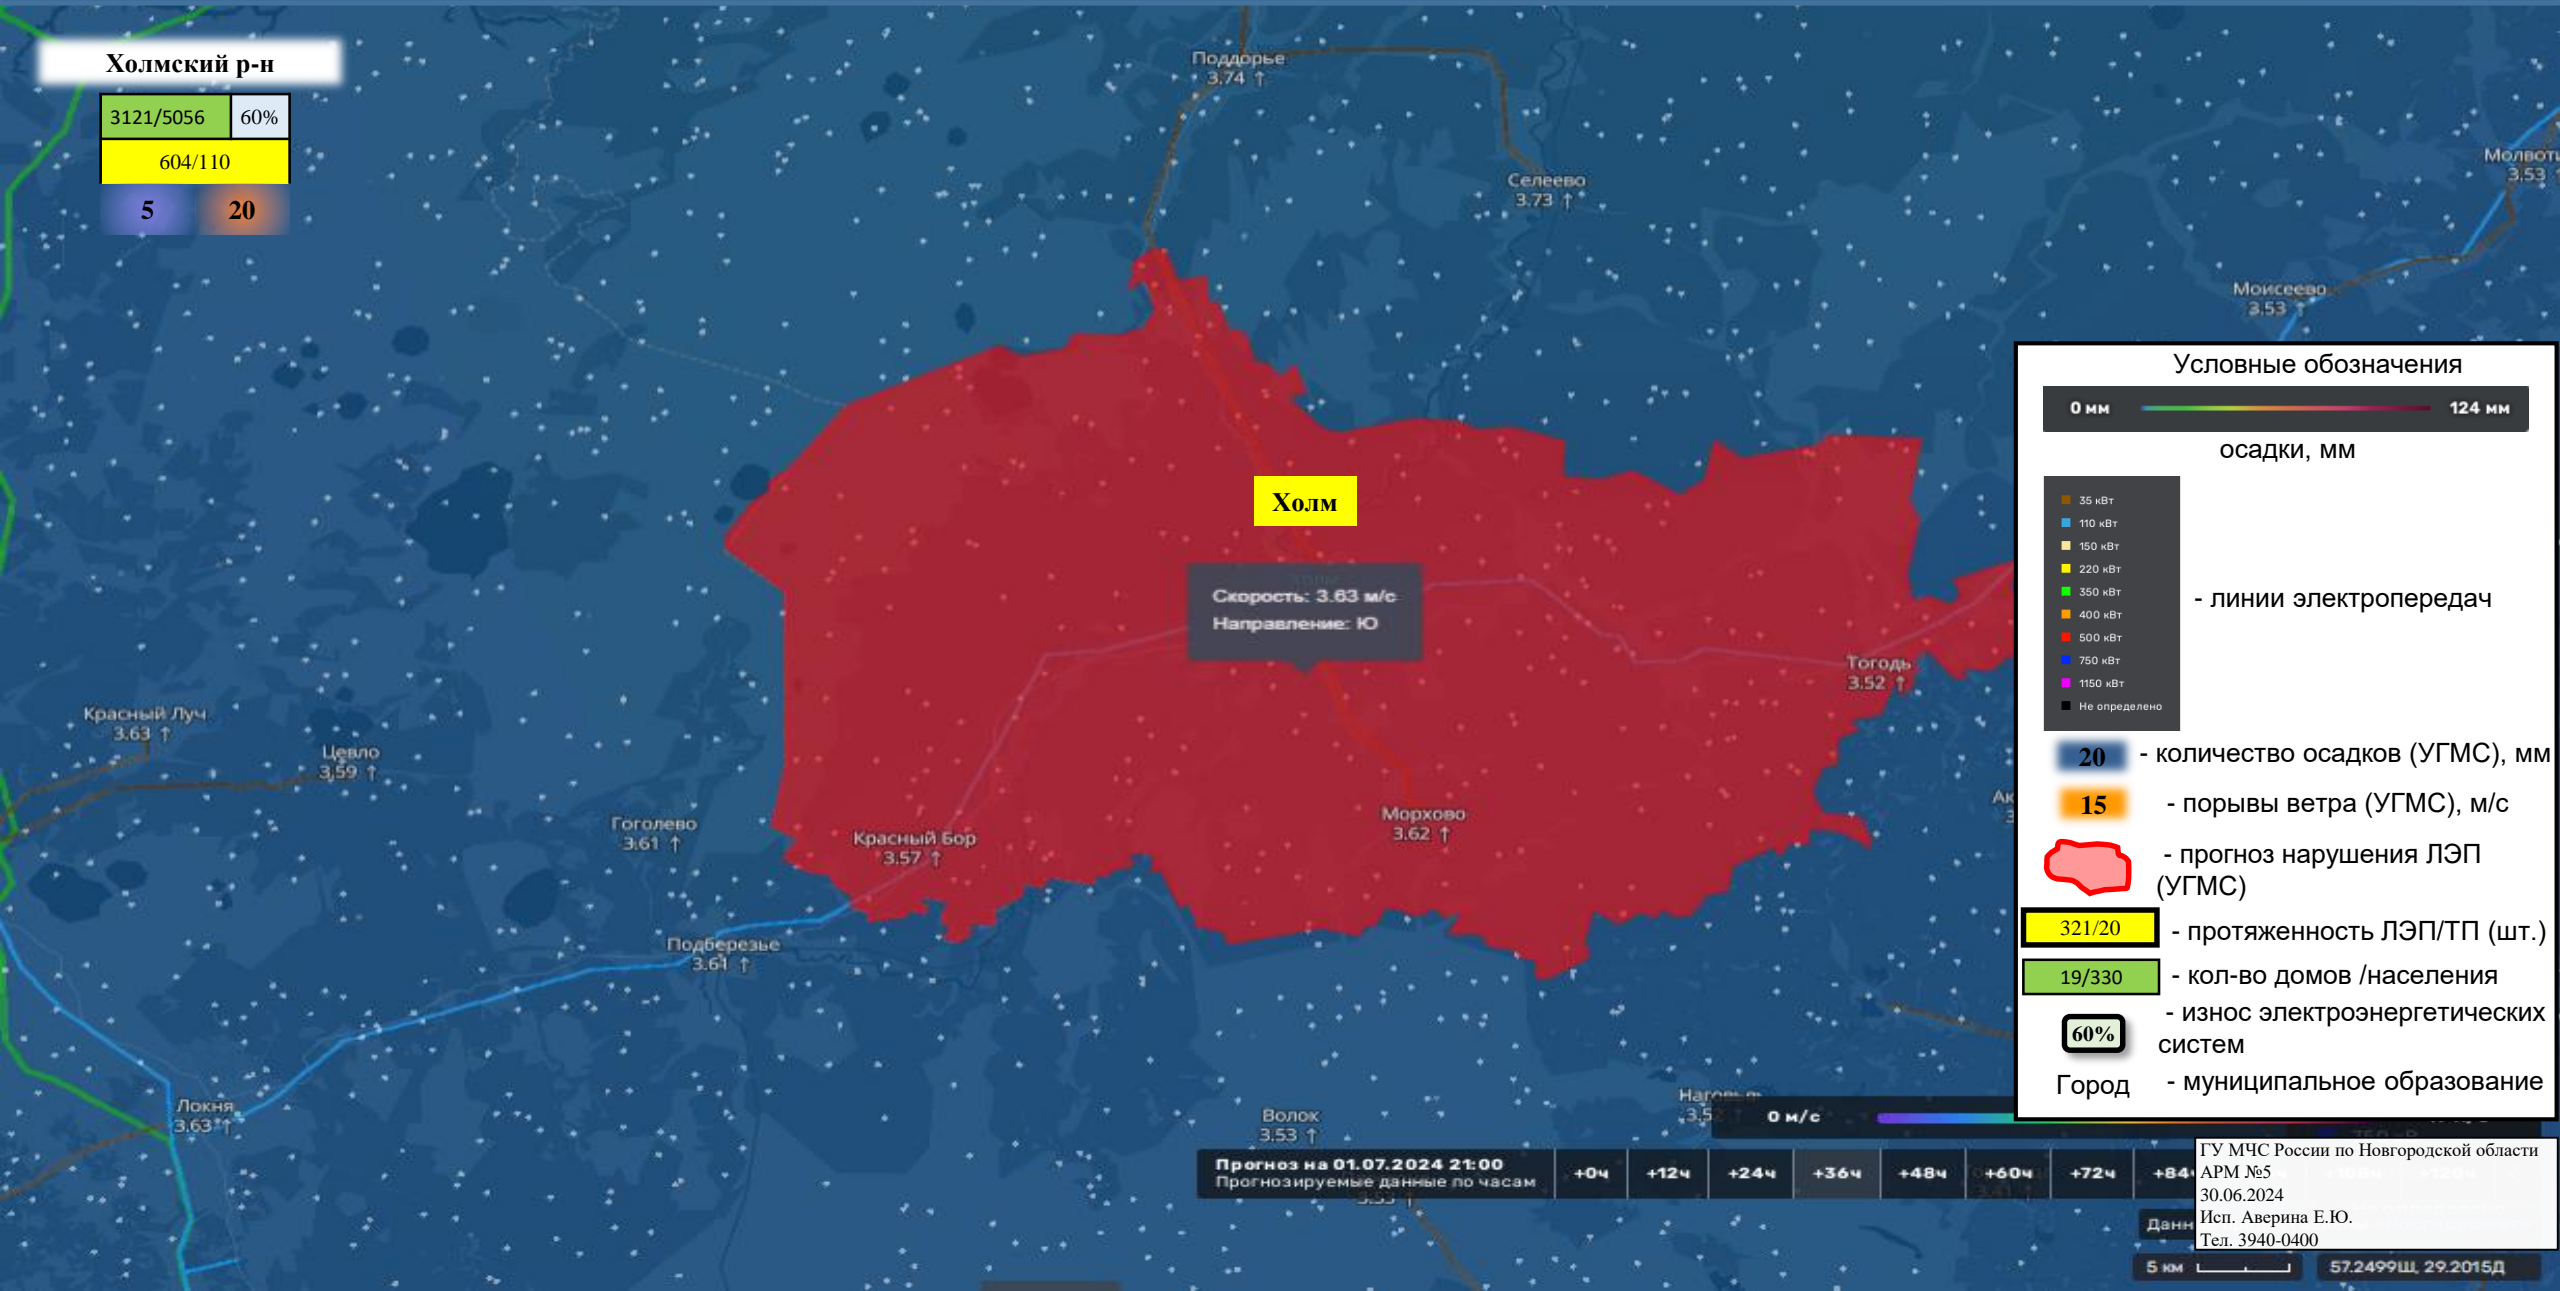 Холмский р-н
3121/5056 60%
604/110
5 20
Поддорье
3.74 ↑
Селеево
3.73 ↑
3.53
Моисеево
3.53 ↑
Холм
Скорость: 3.63 м/с
Направление: Ю
Тогодь
3.52 ↑
Красный Луч
3.63 ↑
Цевло
3.59 ↑
Гоголево
3.61 ↑
Красный Бор
3.57 ↑
Морхово
3.62 ↑
Подберезье
3.61 ↑
Локня
3.63 ↑
Волок
3.53 ↑
3.53
Условные обозначения
0 мм 124 мм
осадки, мм
35 кВт
110 кВт
150 кВт
220 кВт
350 кВт
400 кВт
500 кВт
750 кВт
1150 кВт
Не определено
- линии электропередач
20 - количество осадков (УГМС), мм
15 - порывы ветра (УГМС), м/с
- прогноз нарушения ЛЭП
(УГМС)
321/20 - протяженность ЛЭП/ТП (шт.)
19/330 - кол-во домов /населения
- износ электроэнергетических
60% систем
Город - муниципальное образование
0 м/с
Прогноз на 01.07.2024 21:00
Прогнозируемые данные по часам
+0ч +12ч +24ч +36ч +48ч +60ч +72ч
ГУ МЧС России по Новгородской области
АРМ №5
30.06.2024
Исп. Аверина Е.Ю.
Тел. 3940-0400
5 км
57.2499Ш, 29.2015Д